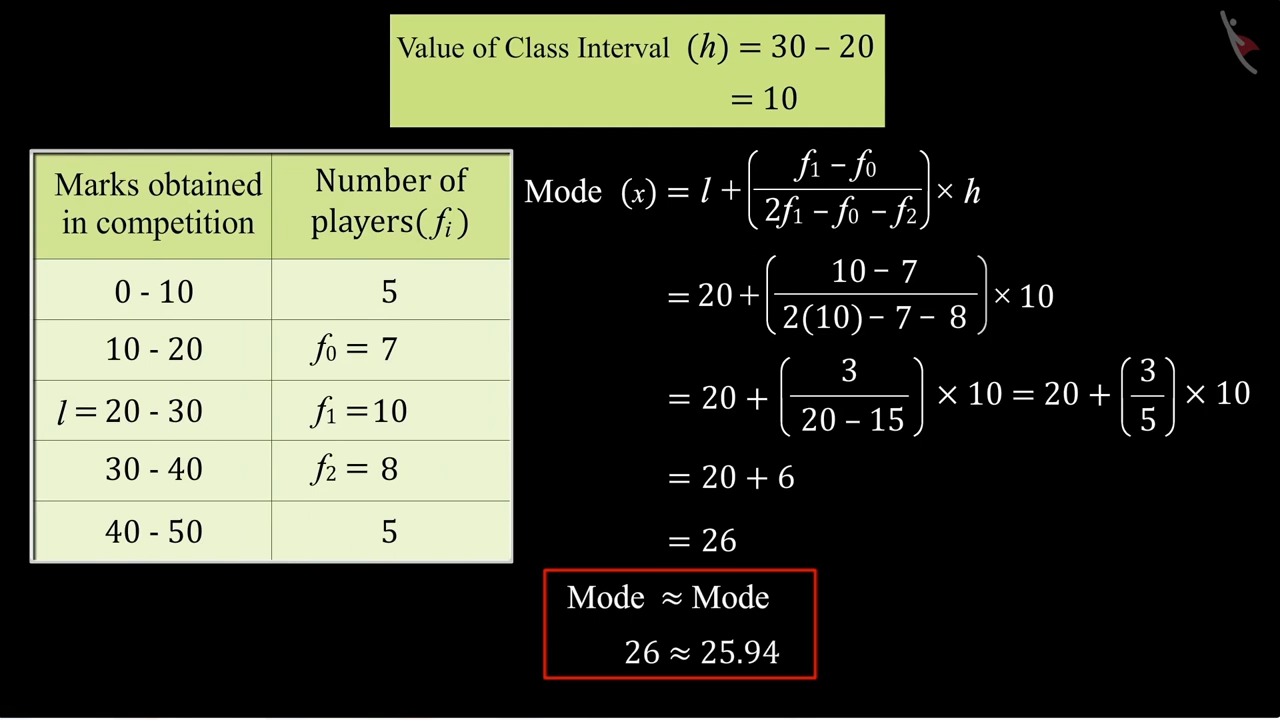 Value of Class Interval (h) = 30 – 20
= 10
Marks obtained in competition | Number of players(fᵢ)
0 - 10 | 5
10 - 20 | f₀ = 7
l = 20 - 30 | f₁ =10
30 - 40 | f₂ = 8
40 - 50 | 5
Mode (x) = l + ( (f₁ – f₀) / (2f₁ – f₀ – f₂) ) × h
= 20 + ( (10 – 7) / (2(10) – 7 – 8) ) × 10
= 20 + ( 3 / (20 – 15) ) × 10 = 20 + ( 3 / 5 ) × 10
= 20 + 6
= 26
Mode ≈ Mode
26 ≈ 25.94